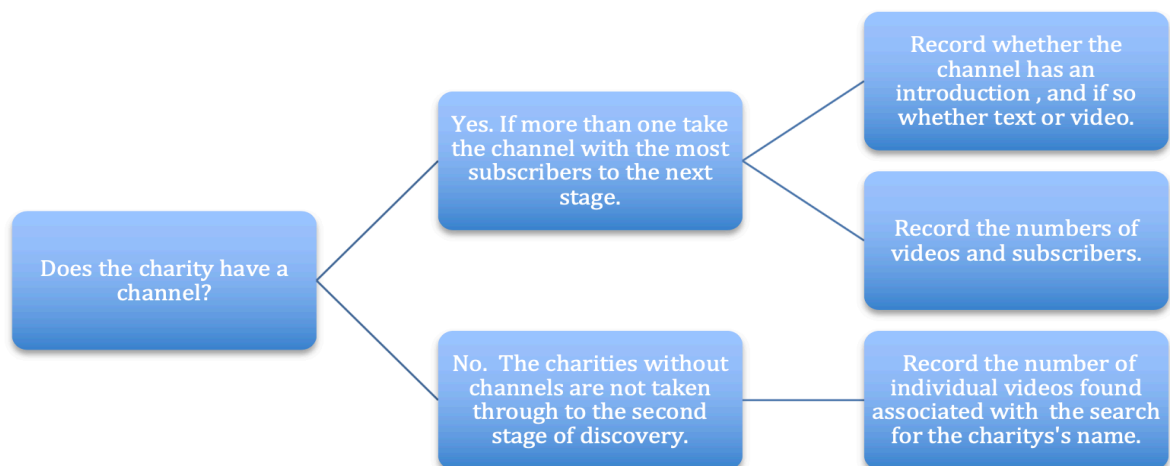 Does the charity have a
channel?
Yes. If more than one take
the channel with the most
subscribers to the next
stage.
Record whether the
channel has an
introduction , and if so
whether text or video.
Record the numbers of
videos and subscribers.
No.  The charities without
channels are not taken
through to the second
stage of discovery.
Record the number of
individual videos found
associated with  the search
for the charitys's name.